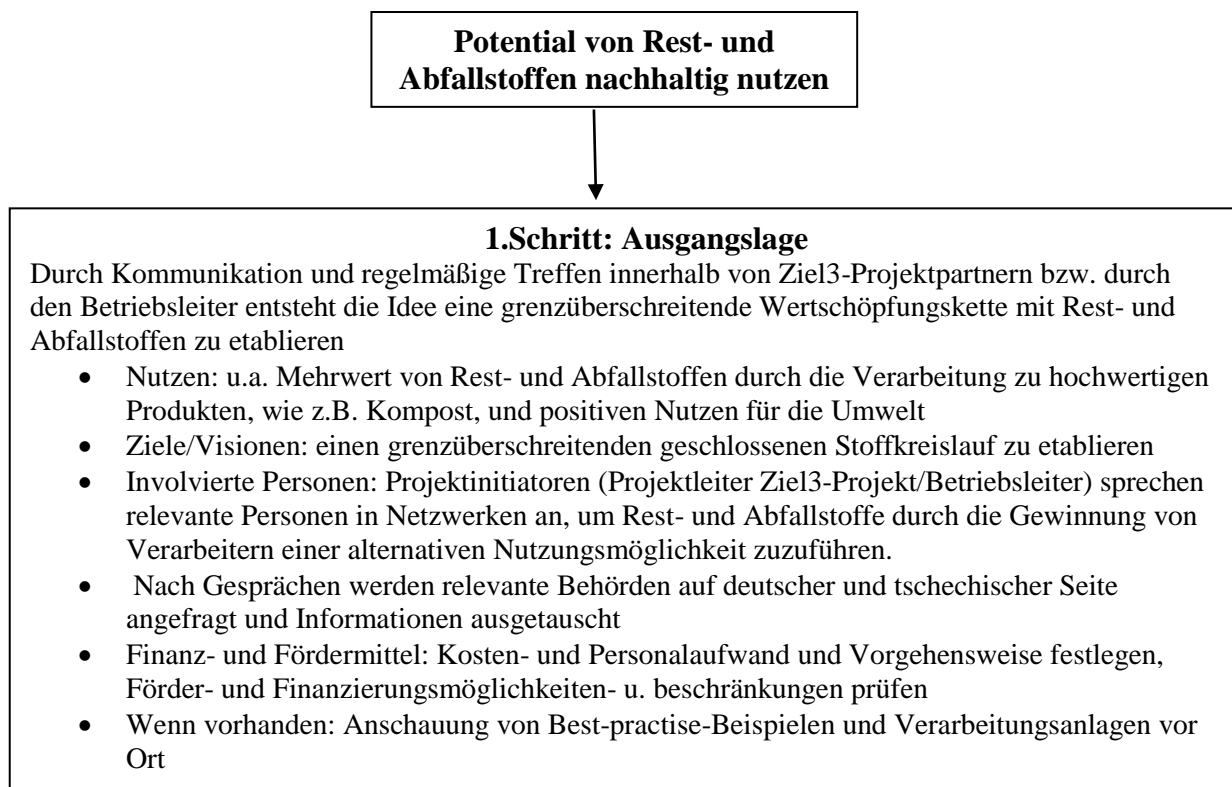 Potential von Rest- und
Abfallstoffen nachhaltig nutzen
1.Schritt: Ausgangslage
Durch Kommunikation und regelmäßige Treffen innerhalb von Ziel3-Projektpartnern bzw. durch
den Betriebsleiter entsteht die Idee eine grenzüberschreitende Wertschöpfungskette mit Rest- und
Abfallstoffen zu etablieren
• Nutzen: u.a. Mehrwert von Rest- und Abfallstoffen durch die Verarbeitung zu hochwertigen
Produkten, wie z.B. Kompost, und positiven Nutzen für die Umwelt
• Ziele/Visionen: einen grenzüberschreitenden geschlossenen Stoffkreislauf zu etablieren
• Involvierte Personen: Projektinitiatoren (Projektleiter Ziel3-Projekt/Betriebsleiter) sprechen
relevante Personen in Netzwerken an, um Rest- und Abfallstoffe durch die Gewinnung von
Verarbeitern einer alternativen Nutzungsmöglichkeit zuzuführen.
• Nach Gesprächen werden relevante Behörden auf deutscher und tschechischer Seite
angefragt und Informationen ausgetauscht
• Finanz- und Fördermittel: Kosten- und Personalaufwand und Vorgehensweise festlegen,
Förder- und Finanzierungsmöglichkeiten- u. beschränkungen prüfen
• Wenn vorhanden: Anschauung von Best-practise-Beispielen und Verarbeitungsanlagen vor
Ort